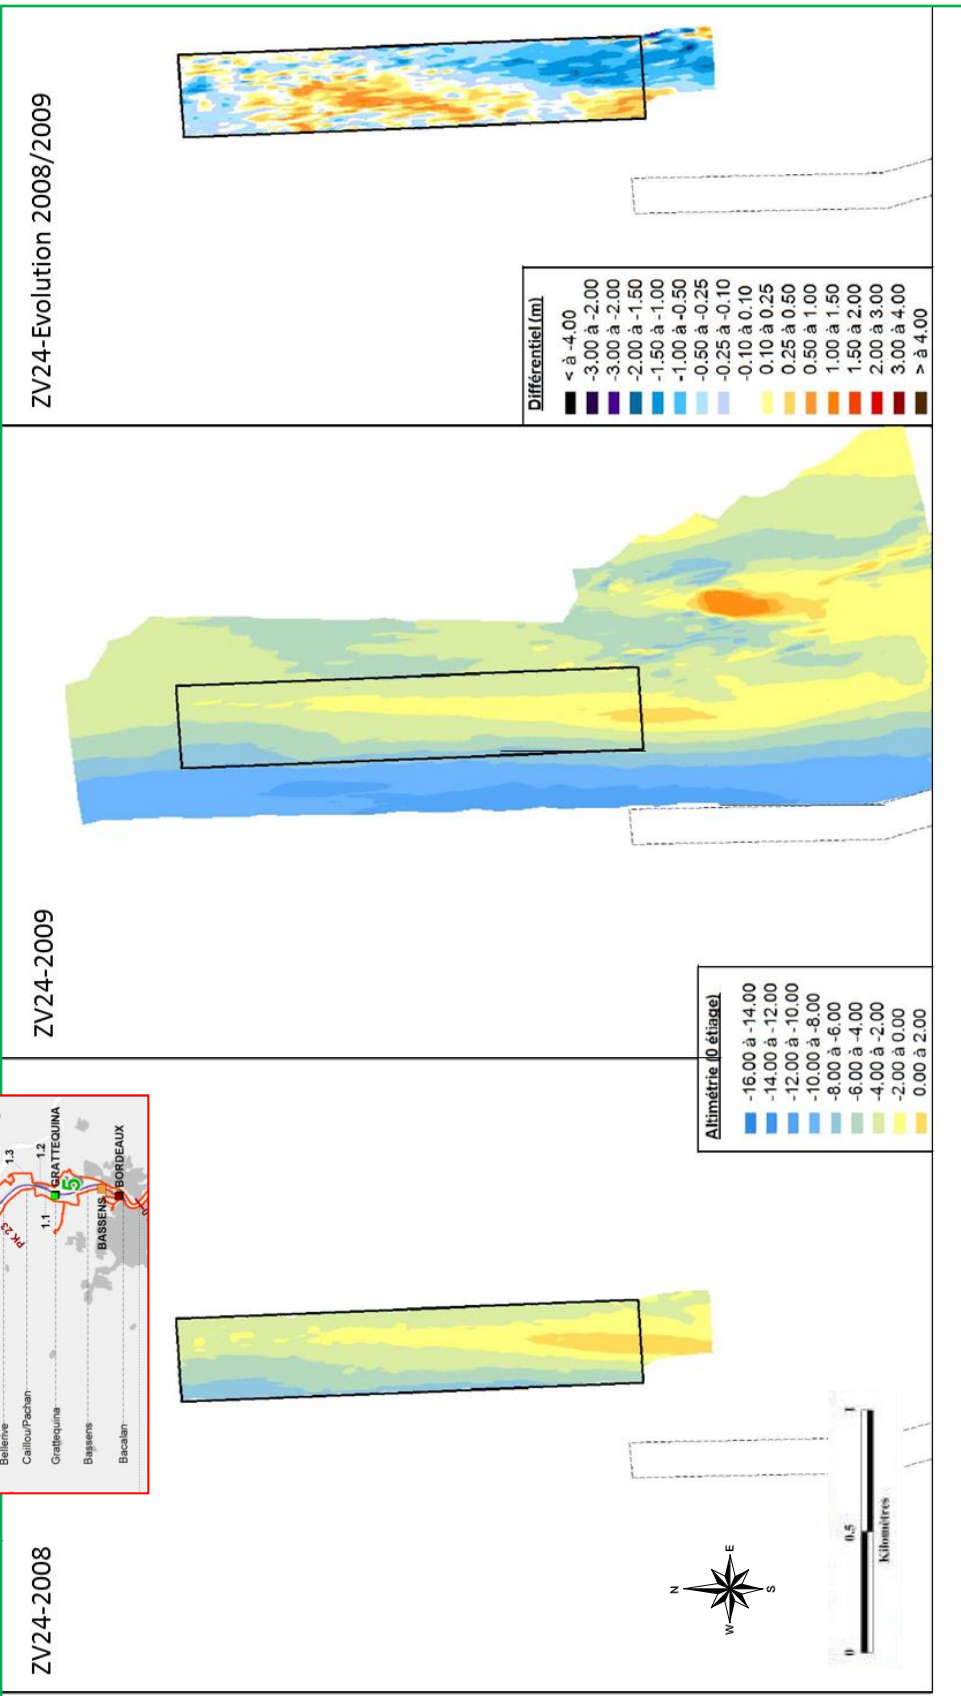 ZV24-2008
Bellerive
Caillou/Pachan
Grattequina
Bassens
Bacalan
PK 23
1.3
1.2
1.1
GRATTEQUINA
5
BASSENS
BORDEAUX
N
W
E
S
0
0.5
1
Kilomètres
ZV24-2009
Altimétrie (0 étiage)
-16.00 à -14.00
-14.00 à -12.00
-12.00 à -10.00
-10.00 à -8.00
-8.00 à -6.00
-6.00 à -4.00
-4.00 à -2.00
-2.00 à 0.00
0.00 à 2.00
ZV24-Evolution 2008/2009
Différentiel (m)
< à -4.00
-3.00 à -2.00
-3.00 à -2.00
-2.00 à -1.50
-1.50 à -1.00
-1.00 à -0.50
-0.50 à -0.25
-0.25 à -0.10
-0.10 à 0.10
0.10 à 0.25
0.25 à 0.50
0.50 à 1.00
1.00 à 1.50
1.50 à 2.00
2.00 à 3.00
3.00 à 4.00
> à 4.00